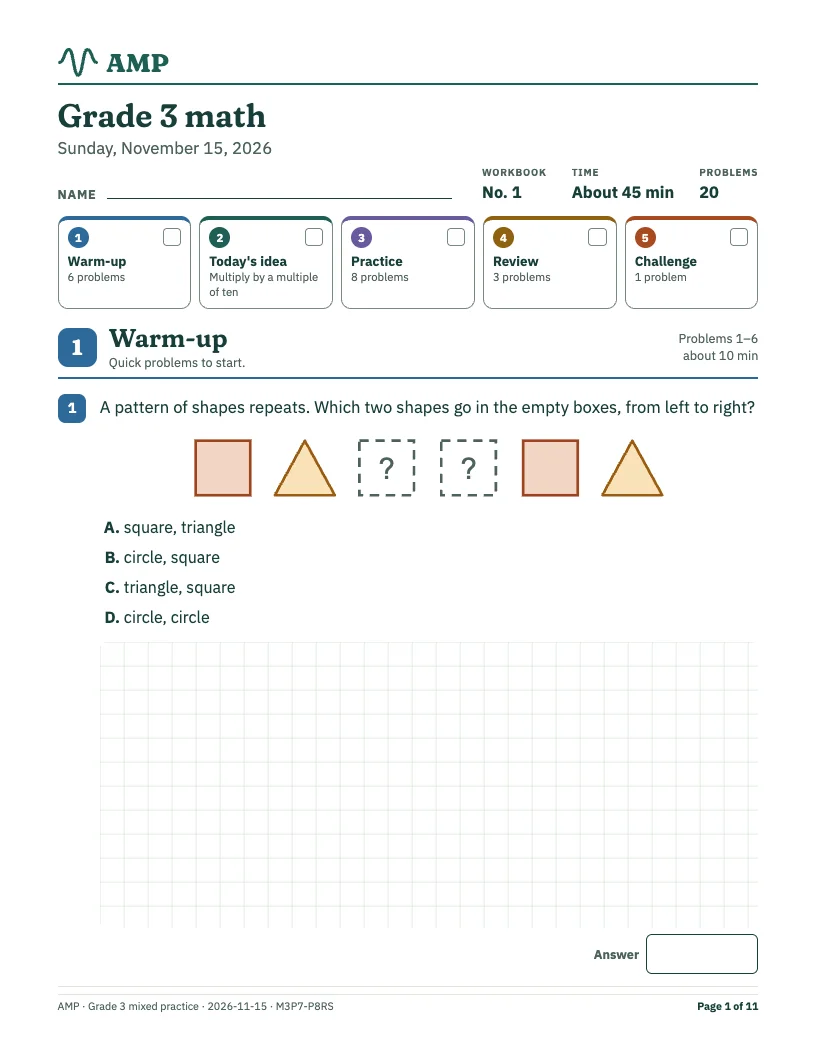 AMP
Grade 3 math
Sunday, November 15, 2026
NAME
WORKBOOK TIME PROBLEMS
No. 1 About 45 min 20
1
Warm-up
6 problems
2
Today's idea
Multiply by a multiple
of ten
3
Practice
8 problems
4
Review
3 problems
5
Challenge
1 problem
1 Warm-up
Quick problems to start.
Problems 1–6
about 10 min
1 A pattern of shapes repeats. Which two shapes go in the empty boxes, from left to right?
? ?
A. square, triangle
B. circle, square
C. triangle, square
D. circle, circle
Answer
AMP · Grade 3 mixed practice · 2026-11-15 · M3P7-P8RS Page 1 of 11